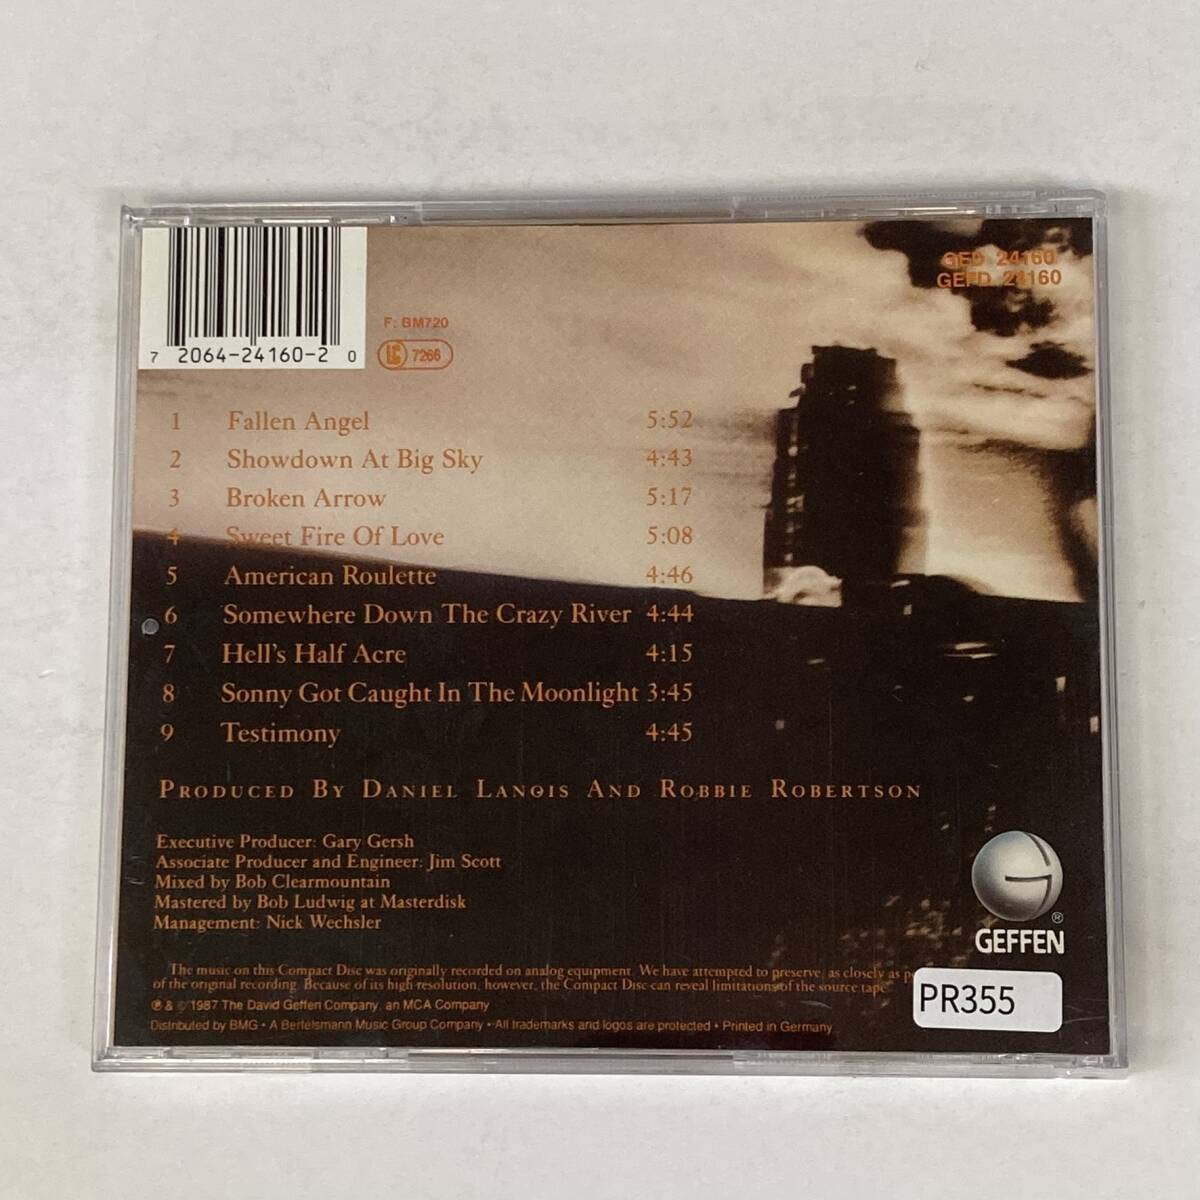 7 2064-24160-2 0
F: BM720
LC 7266
GED 24160
GEFD 24160
1 Fallen Angel 5:52
2 Showdown At Big Sky 4:43
3 Broken Arrow 5:17
4 Sweet Fire Of Love 5:08
5 American Roulette 4:46
6 Somewhere Down The Crazy River 4:44
7 Hell's Half Acre 4:15
8 Sonny Got Caught In The Moonlight 3:45
9 Testimony 4:45
Produced By Daniel Lanois And Robbie Robertson
Executive Producer: Gary Gersh
Associate Producer and Engineer: Jim Scott
Mixed by Bob Clearmountain
Mastered by Bob Ludwig at Masterdisk
Management: Nick Wechsler
®
GEFFEN
The music on this Compact Disc was originally recorded on analog equipment. We have attempted to preserve, as closely as
of the original recording. Because of its high resolution, however, the Compact Disc can reveal limitations of the source tape.
℗ & © 1987 The David Geffen Company, an MCA Company
Distributed by BMG • A Bertelsmann Music Group Company • All trademarks and logos are protected • Printed in Germany
PR355